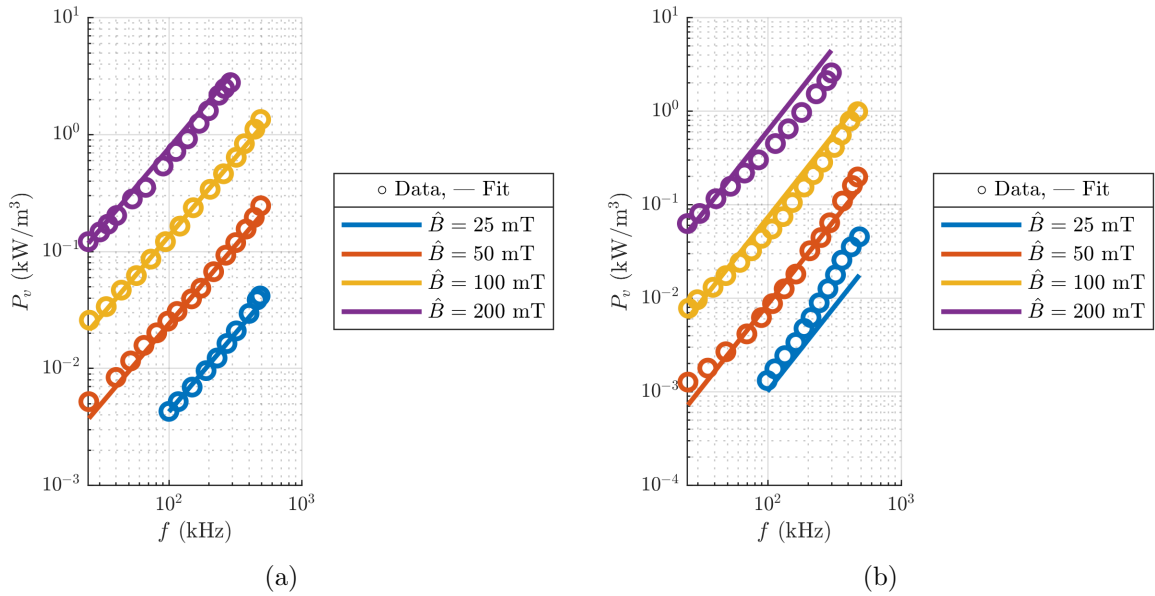 10^1
10^0
10^-1
10^-2
10^-3
P_v (kW/m^3)
10^2
10^3
f (kHz)
○ Data, — Fit
B̂ = 25 mT
B̂ = 50 mT
B̂ = 100 mT
B̂ = 200 mT
(a)
10^1
10^0
10^-1
10^-2
10^-3
10^-4
P_v (kW/m^3)
10^2
10^3
f (kHz)
○ Data, — Fit
B̂ = 25 mT
B̂ = 50 mT
B̂ = 100 mT
B̂ = 200 mT
(b)